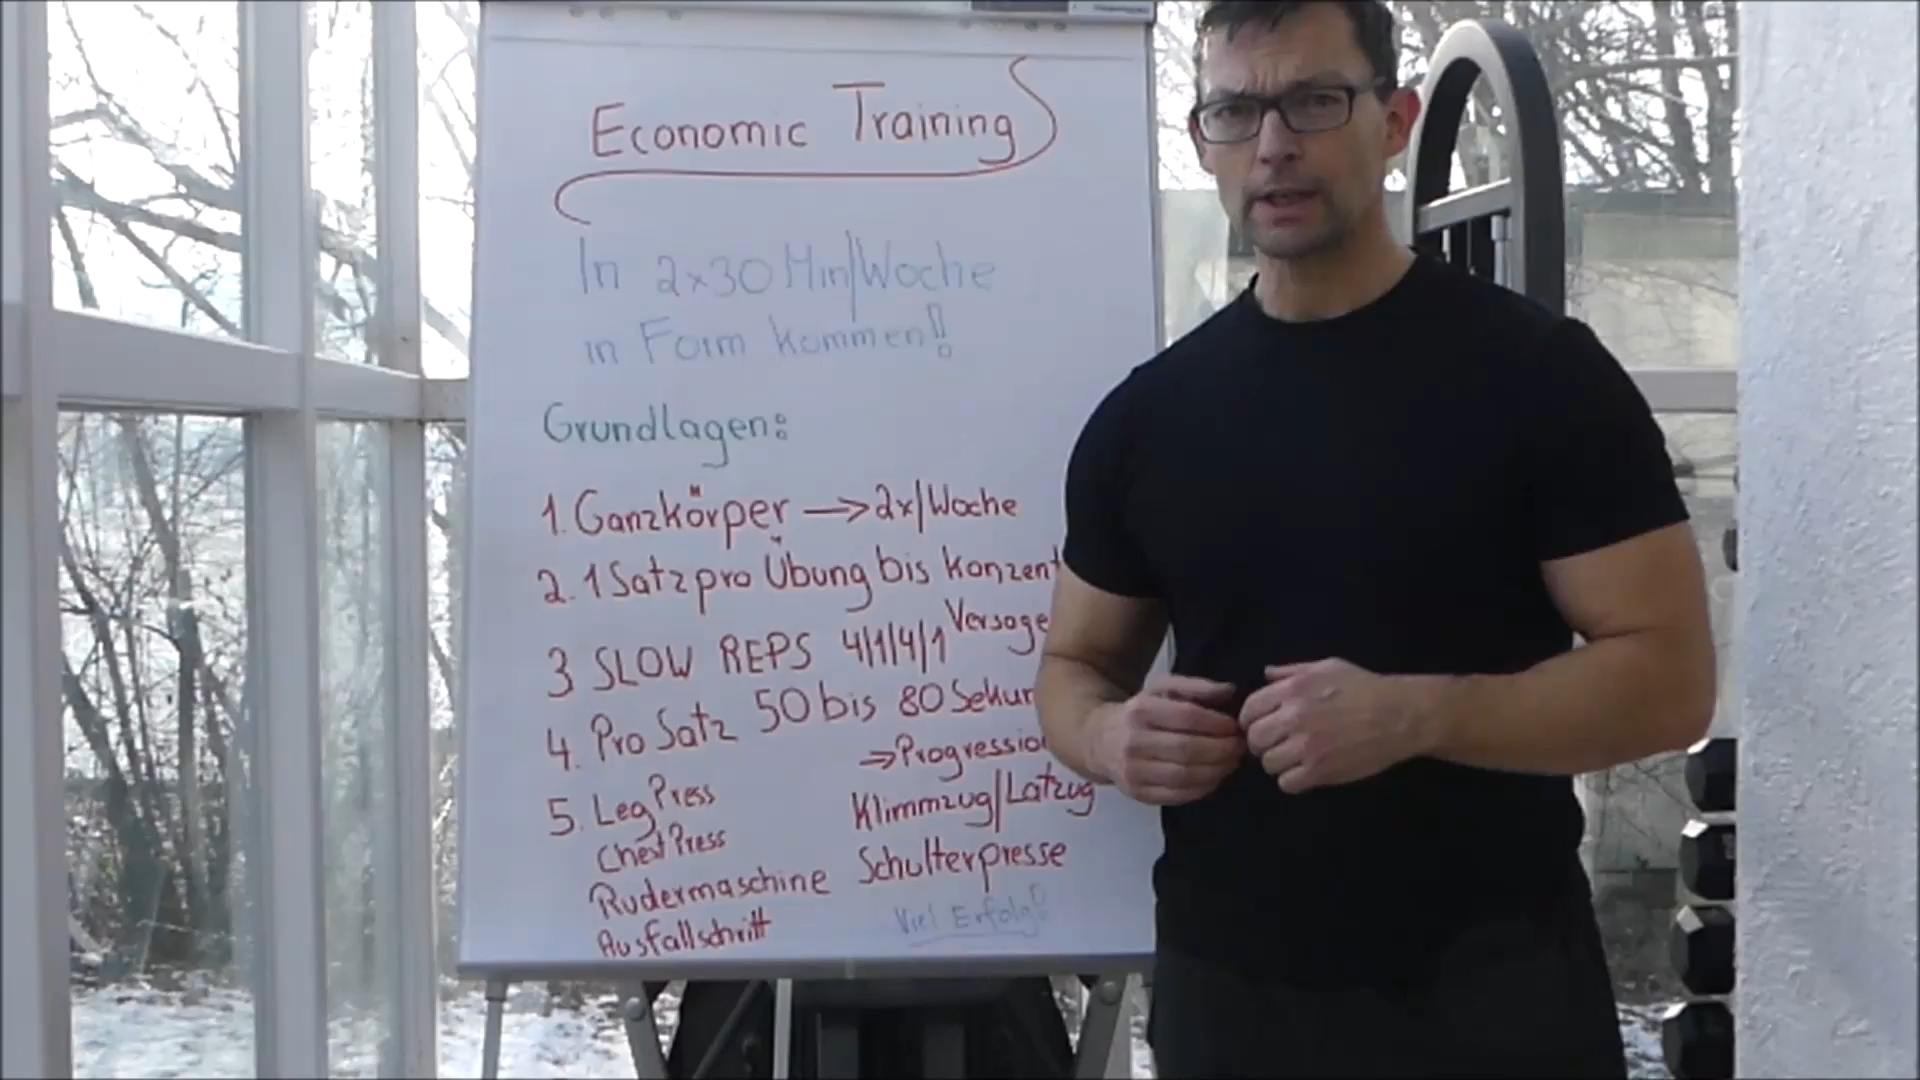 Economic Training
In 2x30 Min/Woche
in Form kommen!!
Grundlagen:
1. Ganzkörper → 2x/Woche
2. 1 Satz pro Übung bis Konzent
Versage
3 SLOW REPS 4/1/4/1
4. Pro Satz 50 bis 80 Sekun
⇒ Progressio
5. Leg Press
Chest Press
Rudermaschine
Ausfallschritt
Klimmzug/Latzug
Schulterpresse
Viel Erfolg!